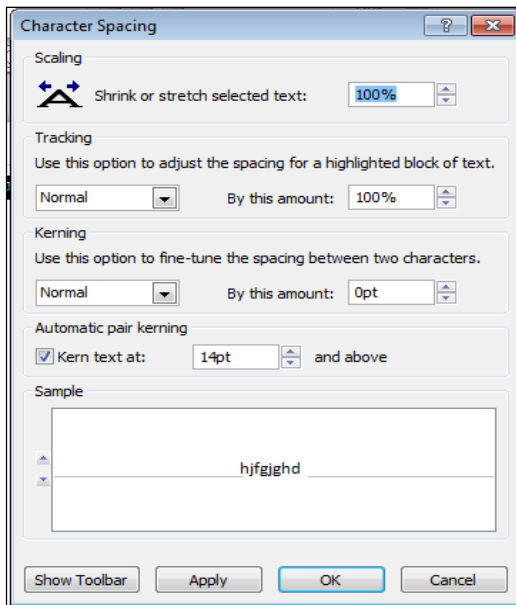 Character Spacing
Scaling
Shrink or stretch selected text: 100%
Tracking
Use this option to adjust the spacing for a highlighted block of text.
Normal By this amount: 100%
Kerning
Use this option to fine-tune the spacing between two characters.
Normal By this amount: 0pt
Automatic pair kerning
Kern text at: 14pt and above
Sample
hjfgjghd
Show Toolbar Apply OK Cancel